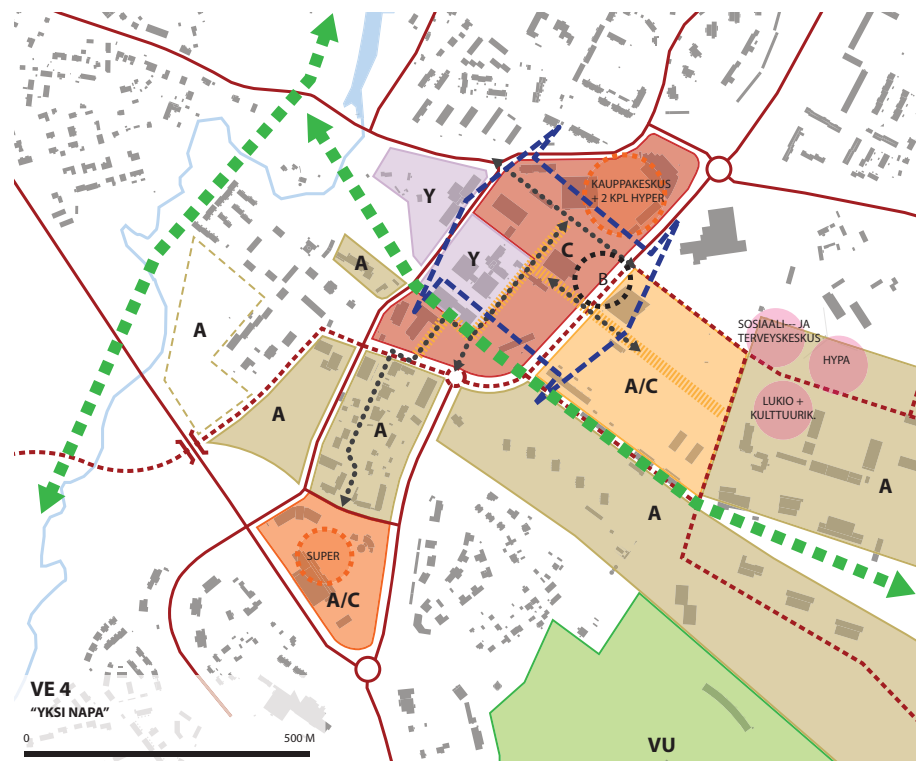 KAUPPAKESKUS
+ 2 KPL HYPER
Y
C
Y
A
B
SOSIAALI--- JA
TERVEYSKESKUS
A
HYPA
A/C
LUKIO +
KULTTUURIK.
A
A
A
A
SUPER
A/C
VE 4
"YKSI NAPA"
0
500 M
VU